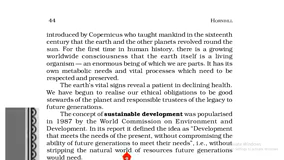 44
HORNBILL
introduced by Copernicus who taught mankind in the sixteenth
century that the earth and the other planets revolved round the
sun. For the first time in human history, there is a growing
worldwide consciousness that the earth itself is a living
organism — an enormous being of which we are parts. It has its
own metabolic needs and vital processes which need to be
respected and preserved.
The earth's vital signs reveal a patient in declining health.
We have begun to realise our ethical obligations to be good
stewards of the planet and responsible trustees of the legacy to
future generations.
The concept of sustainable development was popularised
in 1987 by the World Commission on Environment and
Development. In its report it defined the idea as "Development
that meets the needs of the present, without compromising the
ability of future generations to meet their needs", i.e., without
stripping the natural world of resources future generations
would need.